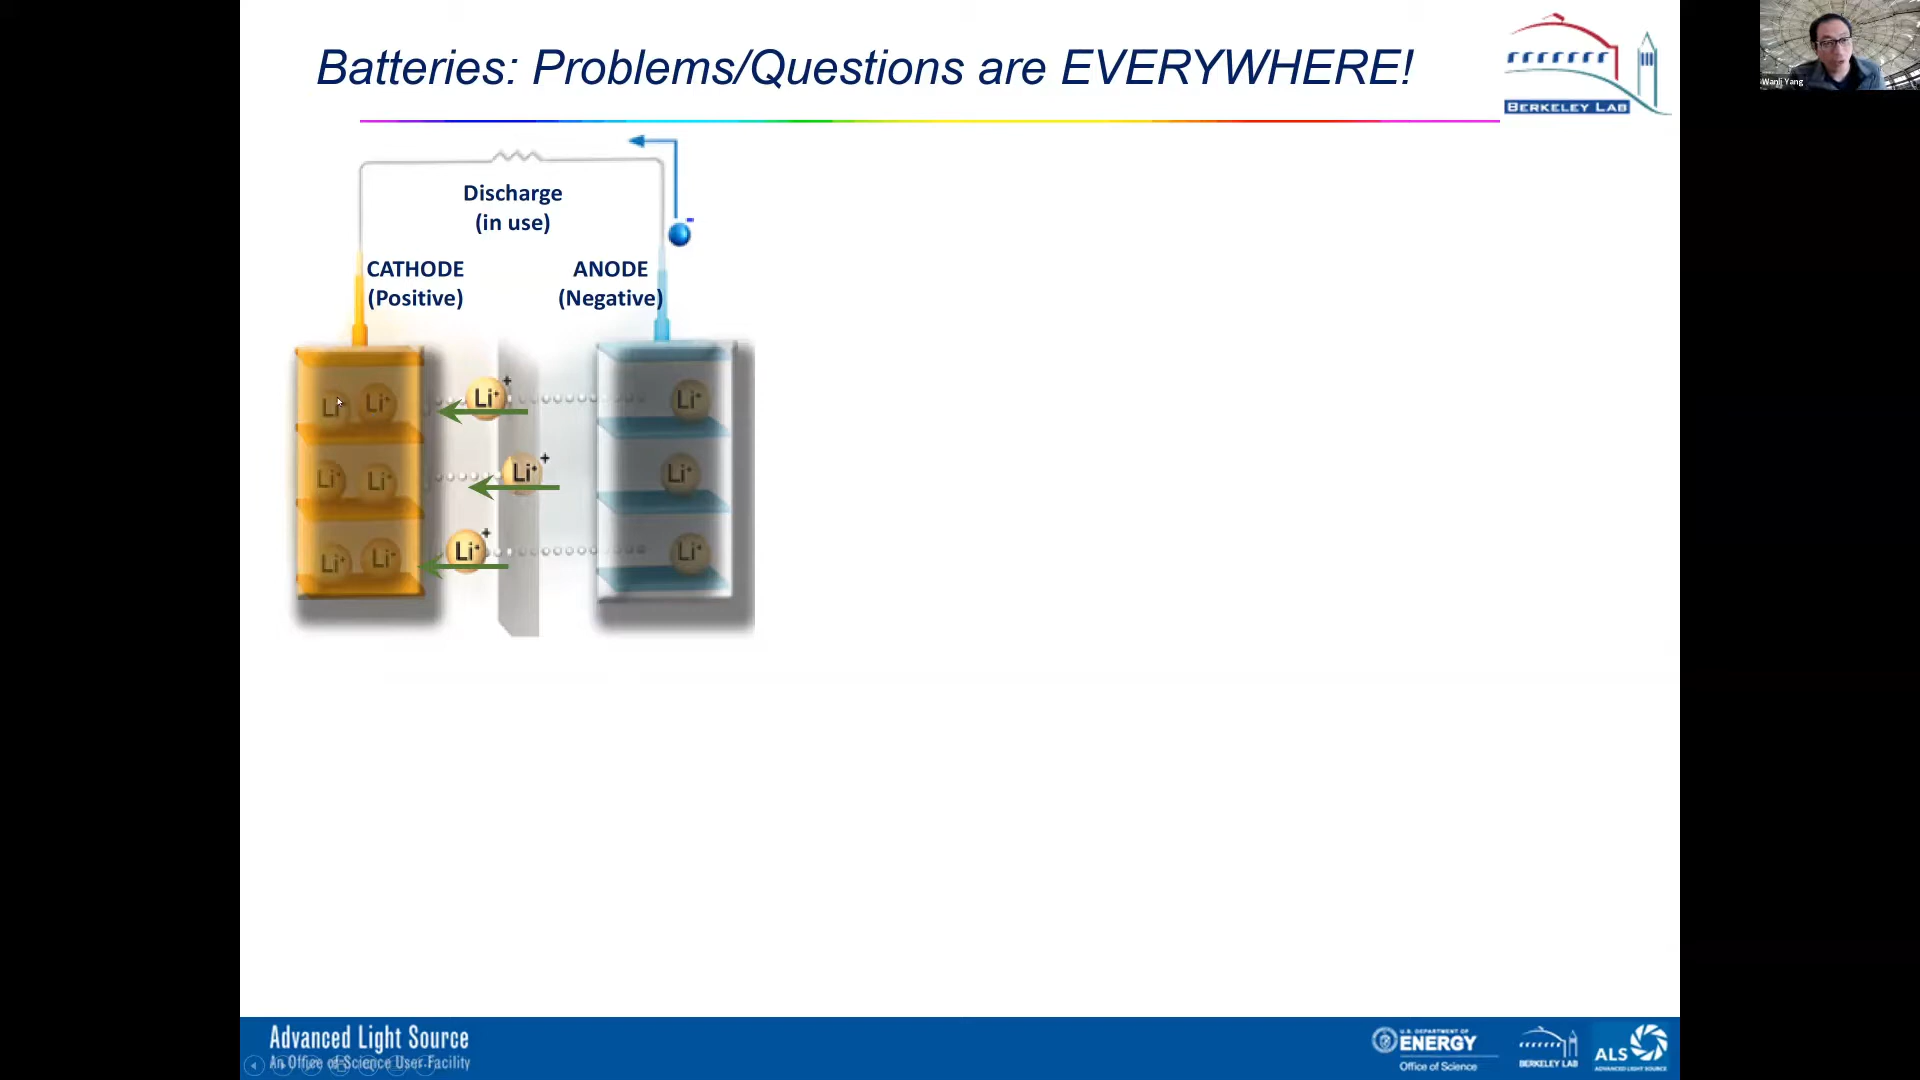 Batteries: Problems/Questions are EVERYWHERE!
BERKELEY LAB
Wanli Yang
Discharge
(in use)
CATHODE
(Positive)
ANODE
(Negative)
-
Li
Li+
Li+
+
Li+
Li+
Li+
Li+
+
Li+
Li+
Li+
Li+
+
Li+
Advanced Light Source
An Office of Science User Facility
U.S. DEPARTMENT OF
ENERGY
Office of Science
BERKELEY LAB
ALS
ADVANCED LIGHT SOURCE